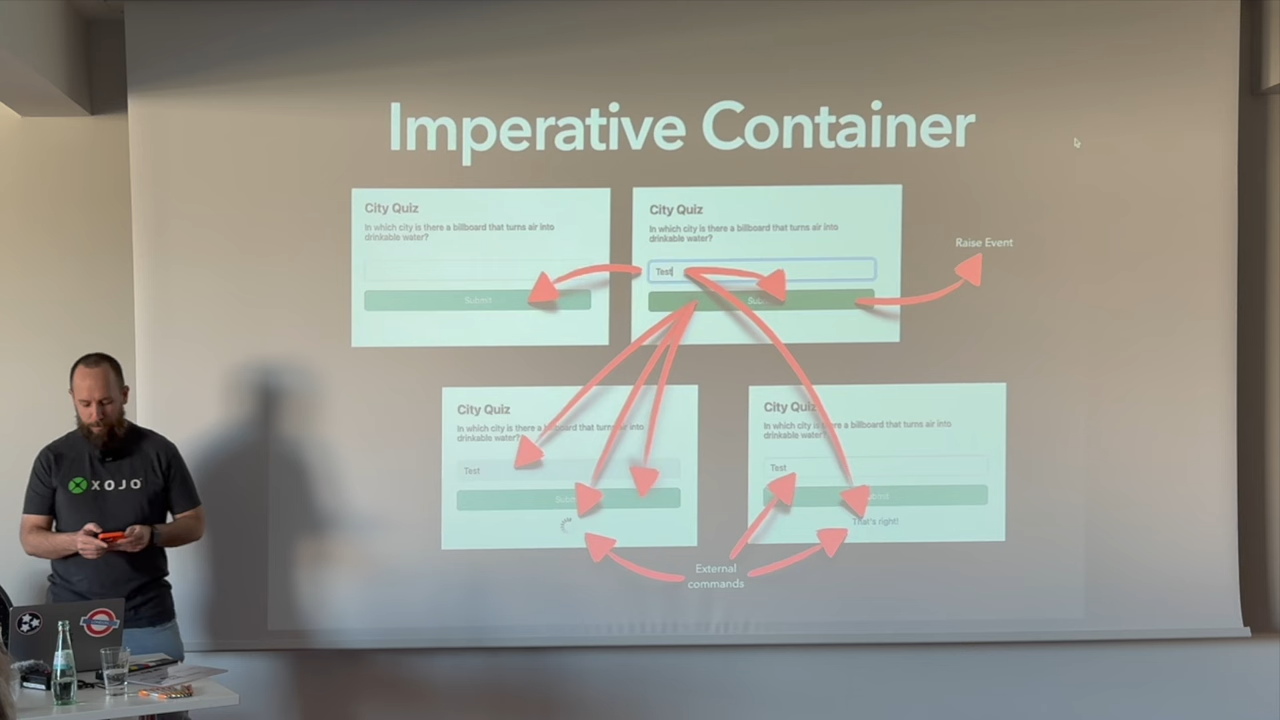 Imperative Container
City Quiz
In which city is there a billboard that turns air into
drinkable water?
Submit
City Quiz
In which city is there a billboard that turns air into
drinkable water?
Test
Raise Event
City Quiz
In which city is there a billboard that turns air into
drinkable water?
Test
City Quiz
In which city is there a billboard that turns air into
drinkable water?
Test
That's right!
External
commands
XOJO